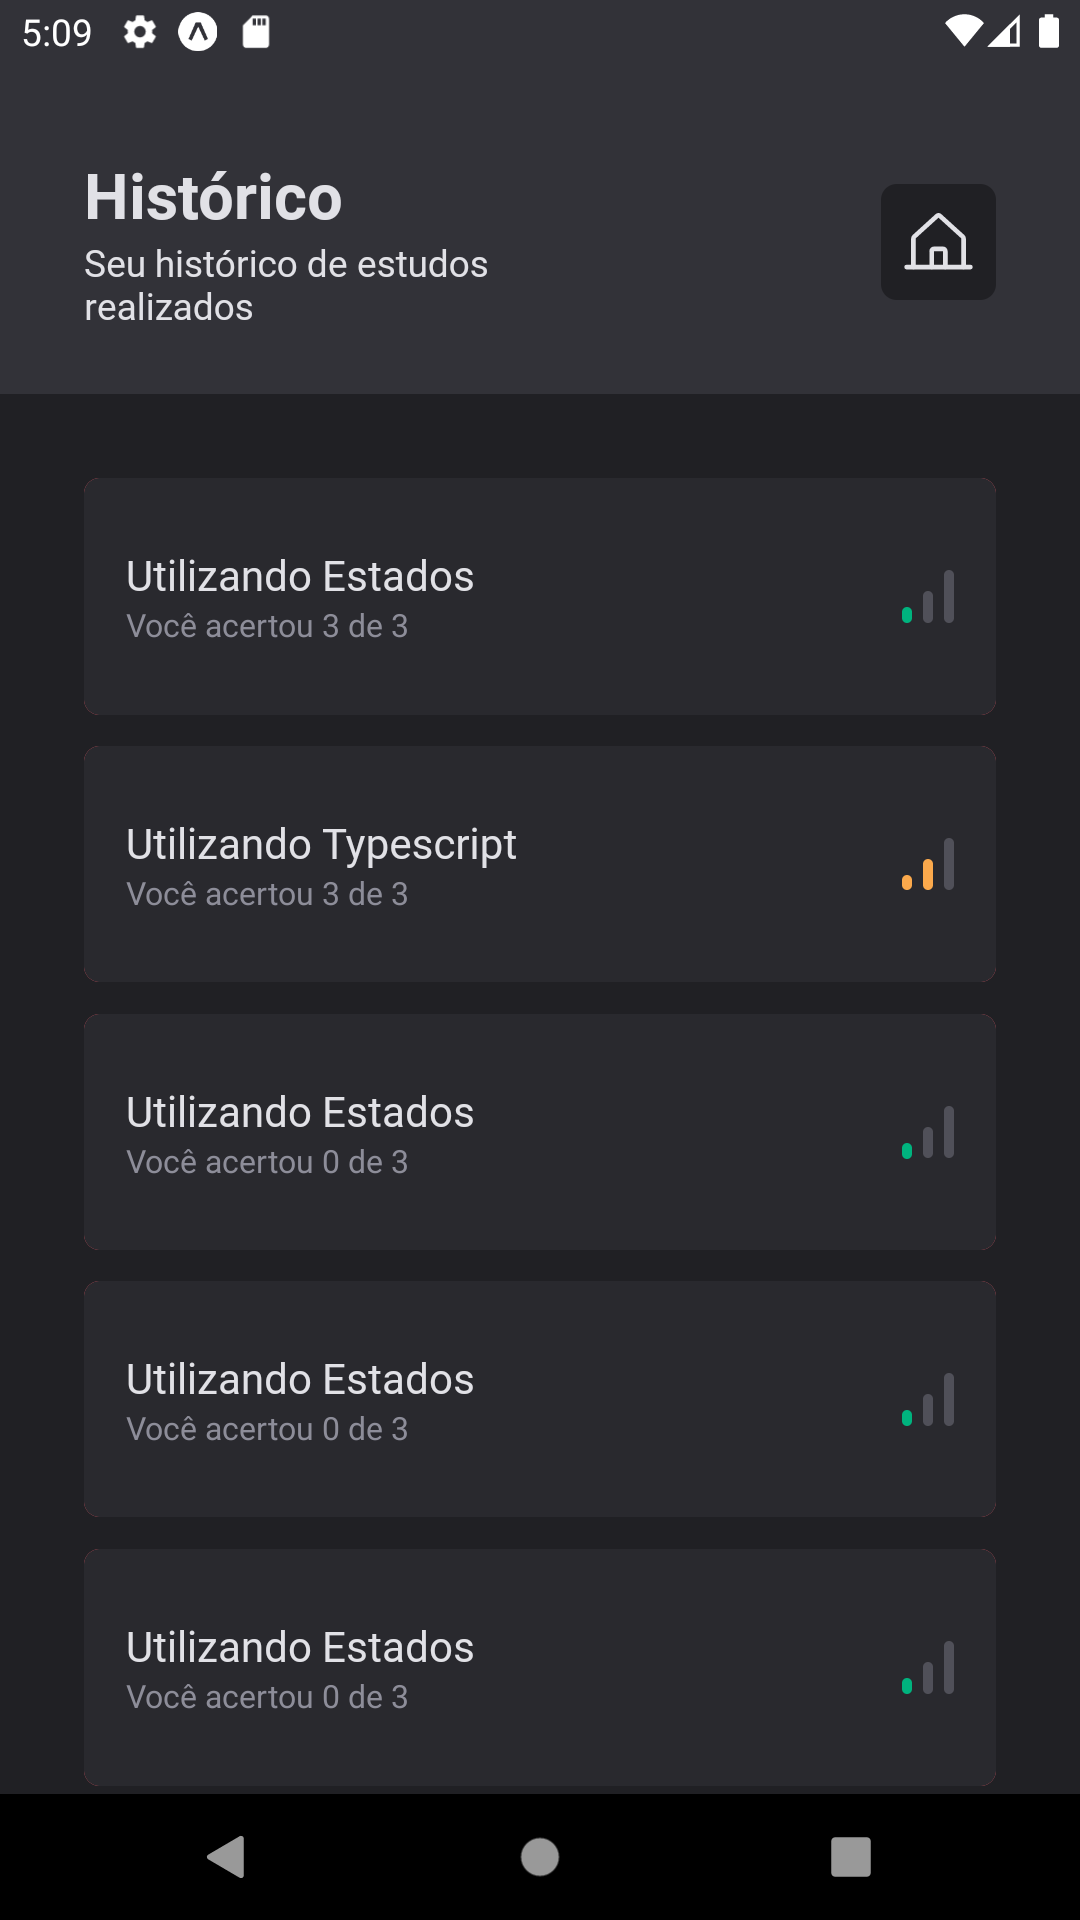 5:09
Histórico
Seu histórico de estudos
realizados
Utilizando Estados
Você acertou 3 de 3
Utilizando Typescript
Você acertou 3 de 3
Utilizando Estados
Você acertou 0 de 3
Utilizando Estados
Você acertou 0 de 3
Utilizando Estados
Você acertou 0 de 3